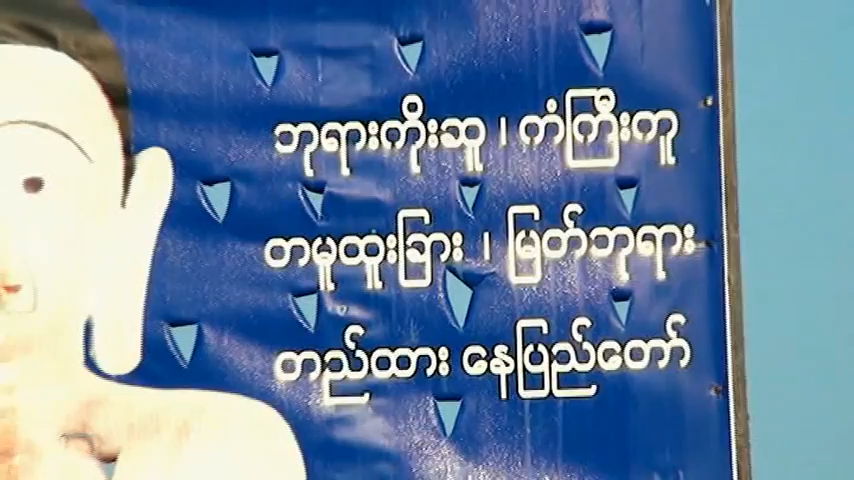 ဘုရားကိုးဆူ ၊ ကံကြီးကူ
တမူထူးခြား ၊ မြတ်ဘုရား
တည်ထား နေပြည်တော်